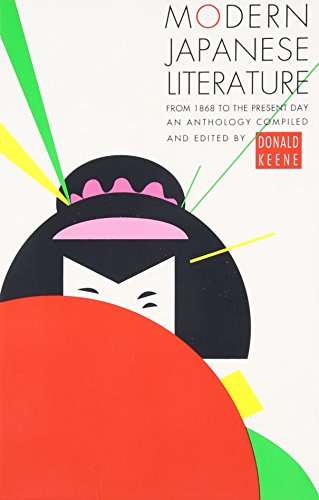 MODERN
JAPANESE
LITERATURE
FROM 1868 TO THE PRESENT DAY
AN ANTHOLOGY COMPILED
AND EDITED BY DONALD
KEENE